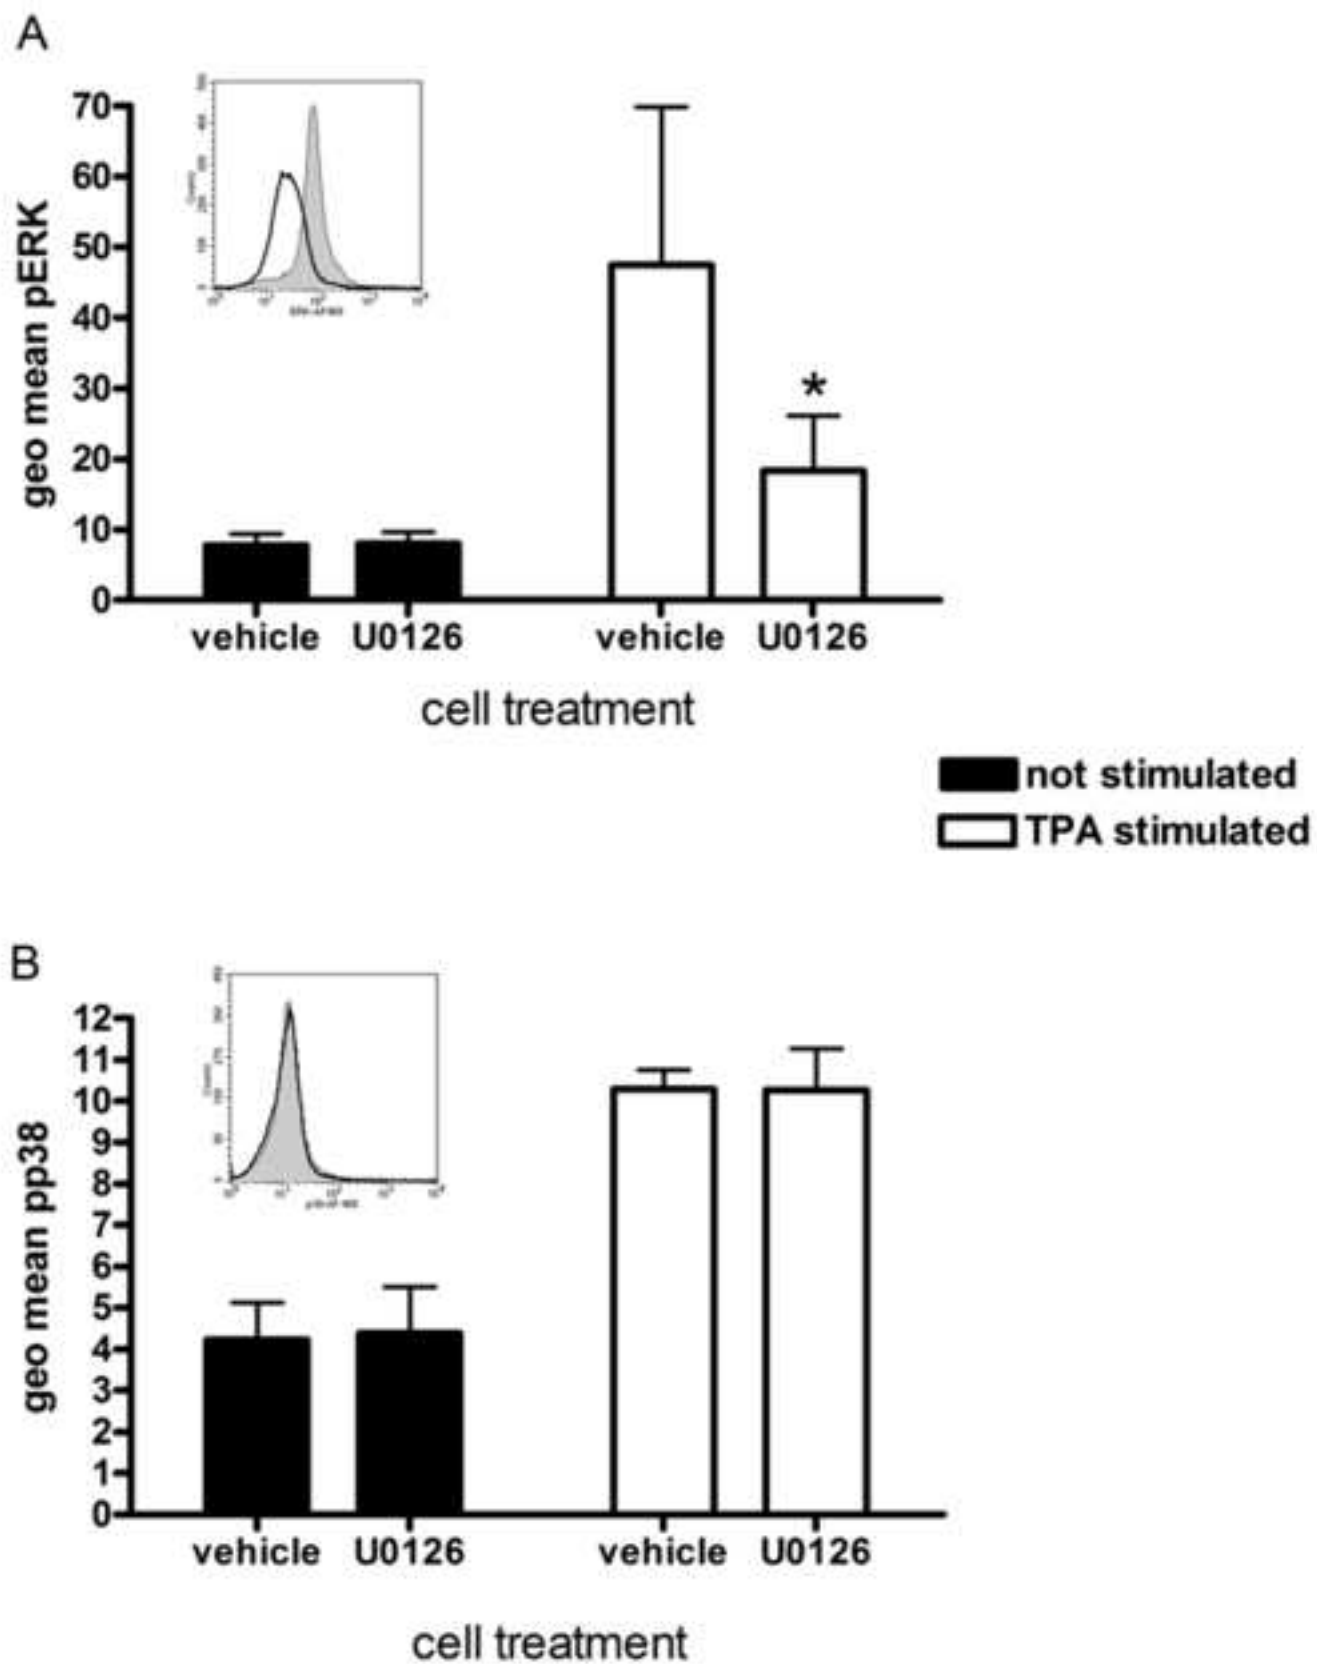 A
70
60
50
40
30
20
10
0
geo mean pERK
Counts
*
vehicle U0126 vehicle U0126
cell treatment
not stimulated
TPA stimulated
B
12
11
10
9
8
7
6
5
4
3
2
1
0
geo mean pp38
Counts
vehicle U0126 vehicle U0126
cell treatment